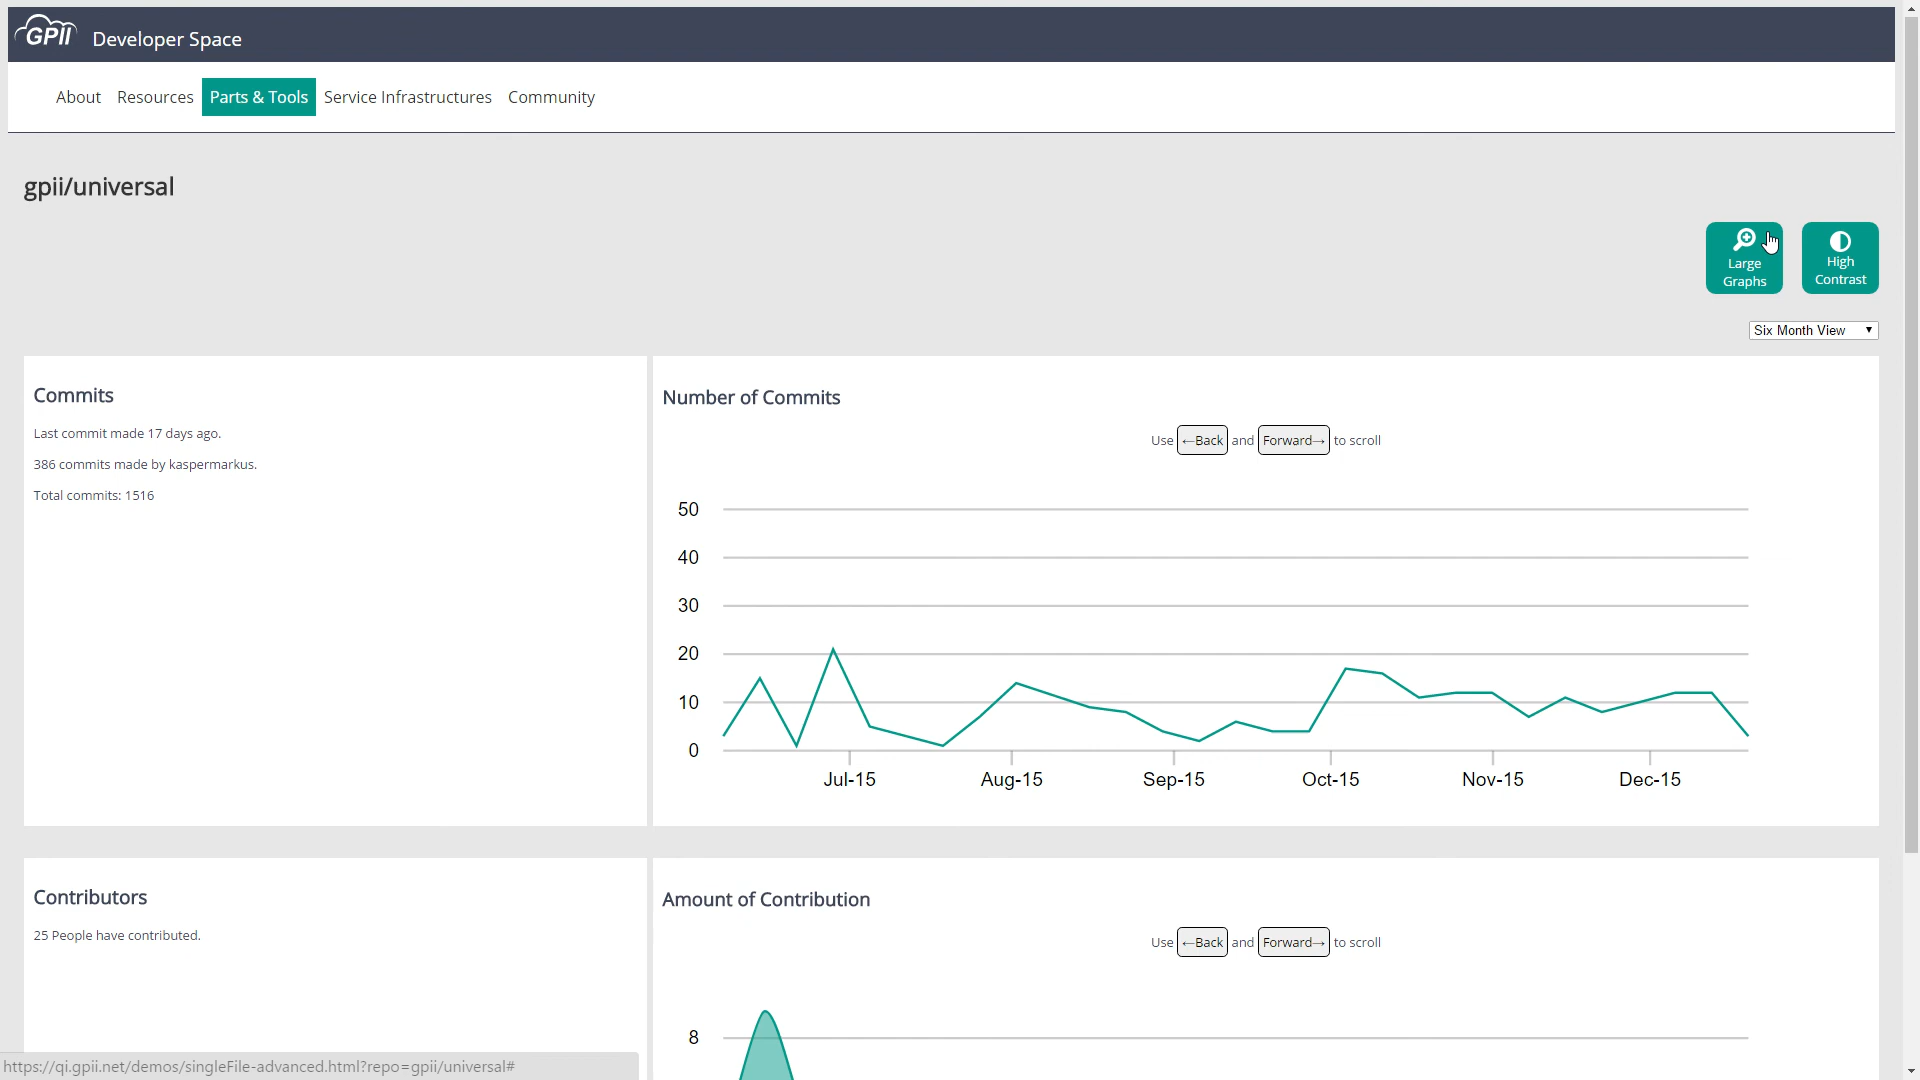 GPII Developer Space
About Resources Parts & Tools Service Infrastructures Community
gpii/universal
Large
Graphs
High
Contrast
Six Month View
Commits
Last commit made 17 days ago.
386 commits made by kaspermarkus.
Total commits: 1516
Number of Commits
Use ←Back and Forward→ to scroll
50
40
30
20
10
0
Jul-15 Aug-15 Sep-15 Oct-15 Nov-15 Dec-15
Contributors
25 People have contributed.
Amount of Contribution
Use ←Back and Forward→ to scroll
8
https://qi.gpii.net/demos/singleFile-advanced.html?repo=gpii/universal#